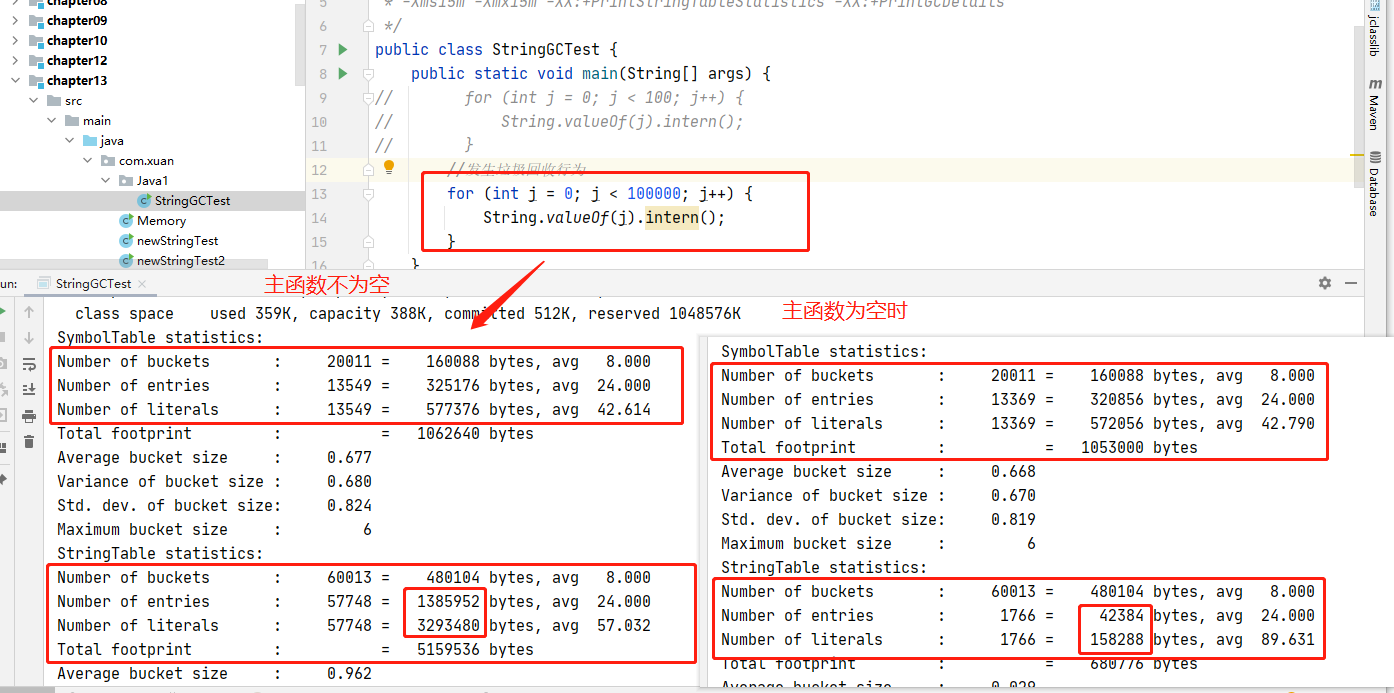 chapter08
chapter09
chapter10
chapter12
chapter13
src
main
java
com.xuan
Java1
StringGCTest
Memory
newStringTest
newStringTest2
5 * -Xms15m -Xmx15m -XX:+PrintStringTableStatistics -XX:+PrintGCDetails
6 */
7 public class StringGCTest {
8 public static void main(String[] args) {
9 // for (int j = 0; j < 100; j++) {
10 // String.valueOf(j).intern();
11 // }
12 //发生垃圾回收行为
13 for (int j = 0; j < 100000; j++) {
14 String.valueOf(j).intern();
15 }
16 }
jclasslib
Maven
Database
un: StringGCTest
主函数不为空
主函数为空时
class space used 359K, capacity 388K, committed 512K, reserved 1048576K
SymbolTable statistics:
Number of buckets : 20011 = 160088 bytes, avg 8.000
Number of entries : 13549 = 325176 bytes, avg 24.000
Number of literals : 13549 = 577376 bytes, avg 42.614
Total footprint : = 1062640 bytes
Average bucket size : 0.677
Variance of bucket size : 0.680
Std. dev. of bucket size: 0.824
Maximum bucket size : 6
StringTable statistics:
Number of buckets : 60013 = 480104 bytes, avg 8.000
Number of entries : 57748 = 1385952 bytes, avg 24.000
Number of literals : 57748 = 3293480 bytes, avg 57.032
Total footprint : = 5159536 bytes
Average bucket size : 0.962
SymbolTable statistics:
Number of buckets : 20011 = 160088 bytes, avg 8.000
Number of entries : 13369 = 320856 bytes, avg 24.000
Number of literals : 13369 = 572056 bytes, avg 42.790
Total footprint : = 1053000 bytes
Average bucket size : 0.668
Variance of bucket size : 0.670
Std. dev. of bucket size: 0.819
Maximum bucket size : 6
StringTable statistics:
Number of buckets : 60013 = 480104 bytes, avg 8.000
Number of entries : 1766 = 42384 bytes, avg 24.000
Number of literals : 1766 = 158288 bytes, avg 89.631
Total footprint : = 680776 bytes
Average bucket size : 0.029